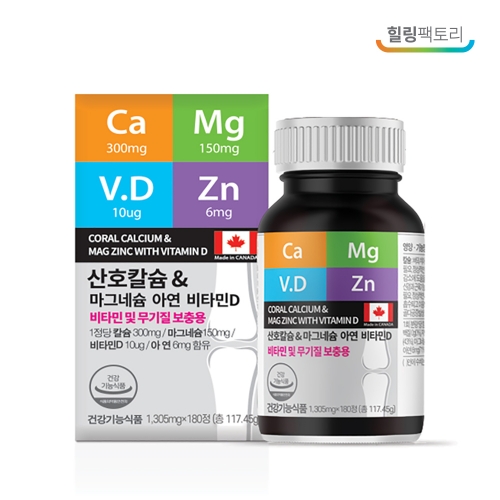 힐링팩토리
Ca
300mg
Mg
150mg
V.D
10ug
Zn
6mg
CORAL CALCIUM &
MAG ZINC WITH VITAMIN D
Made in CANADA
산호칼슘 &
마그네슘 아연 비타민D
비타민 및 무기질 보충용
1정당 칼슘 300mg / 마그네슘150mg /
비타민D 10ug / 아연 6mg 함유
건강
기능식품
건강기능식품 1,305mg×180정 (총 117.45g)
Ca
Mg
V.D
Zn
CORAL CALCIUM &
MAG ZINC WITH VITAMIN D
Made in CANADA
산호칼슘 & 마그네슘 아연 비타민D
비타민 및 무기질 보충용
건강
기능식품
1,305mg×180정 (총 117.45g)